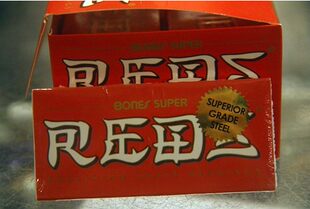 BONES SUPER
REDS
BONES SUPER
REDS
SUPERIOR
GRADE
STEEL